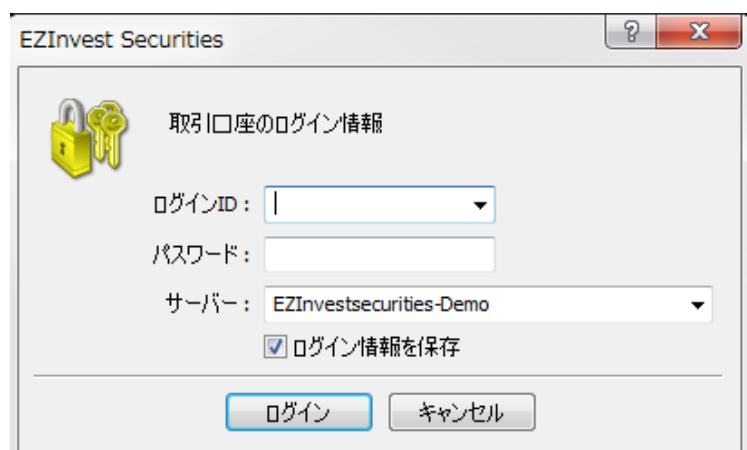 EZInvest Securities
取引口座のログイン情報
ログインID :
パスワード :
サーバー : EZInvestsecurities-Demo
ログイン情報を保存
ログイン キャンセル